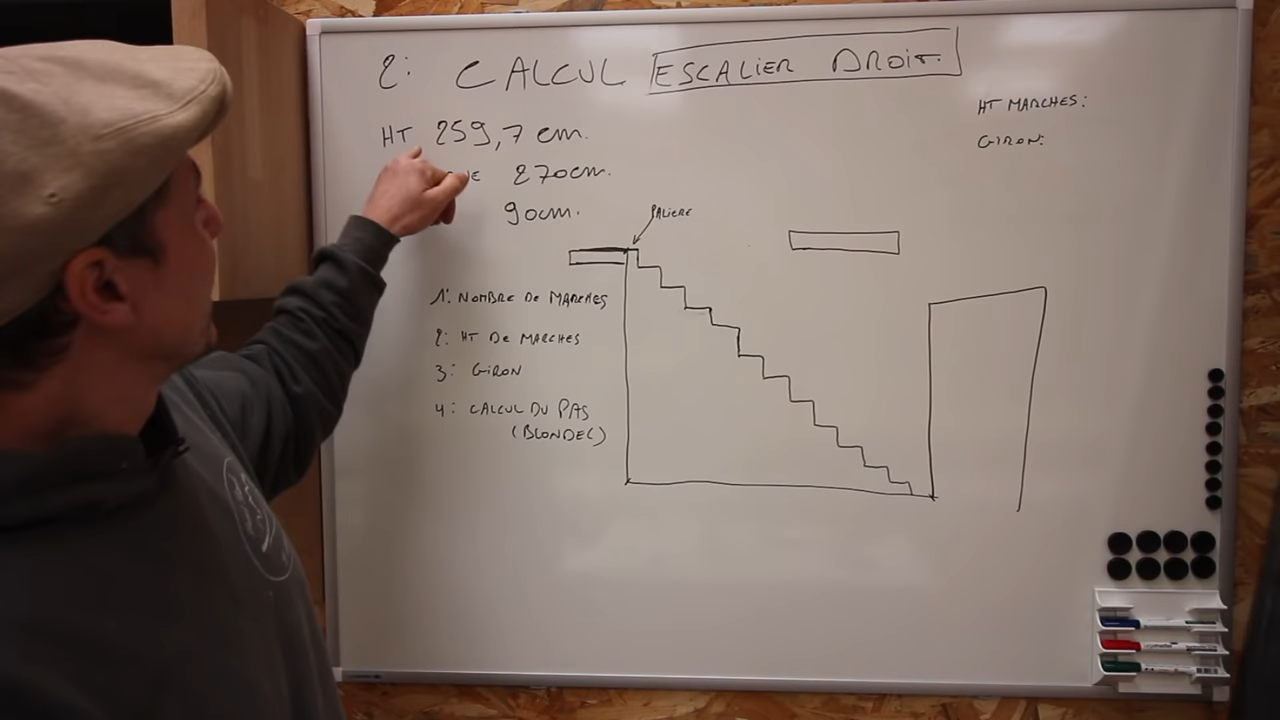 2: CALCUL ESCALIER DROIT.
HT 259,7 cm.
270cm.
90cm.
PALIERE
1: NOMBRE DE MARCHES
2: HT DE MARCHES
3: GIRON
4: CALCUL DU PAS
(BLONDEL)
HT MARCHES:
GIRON: